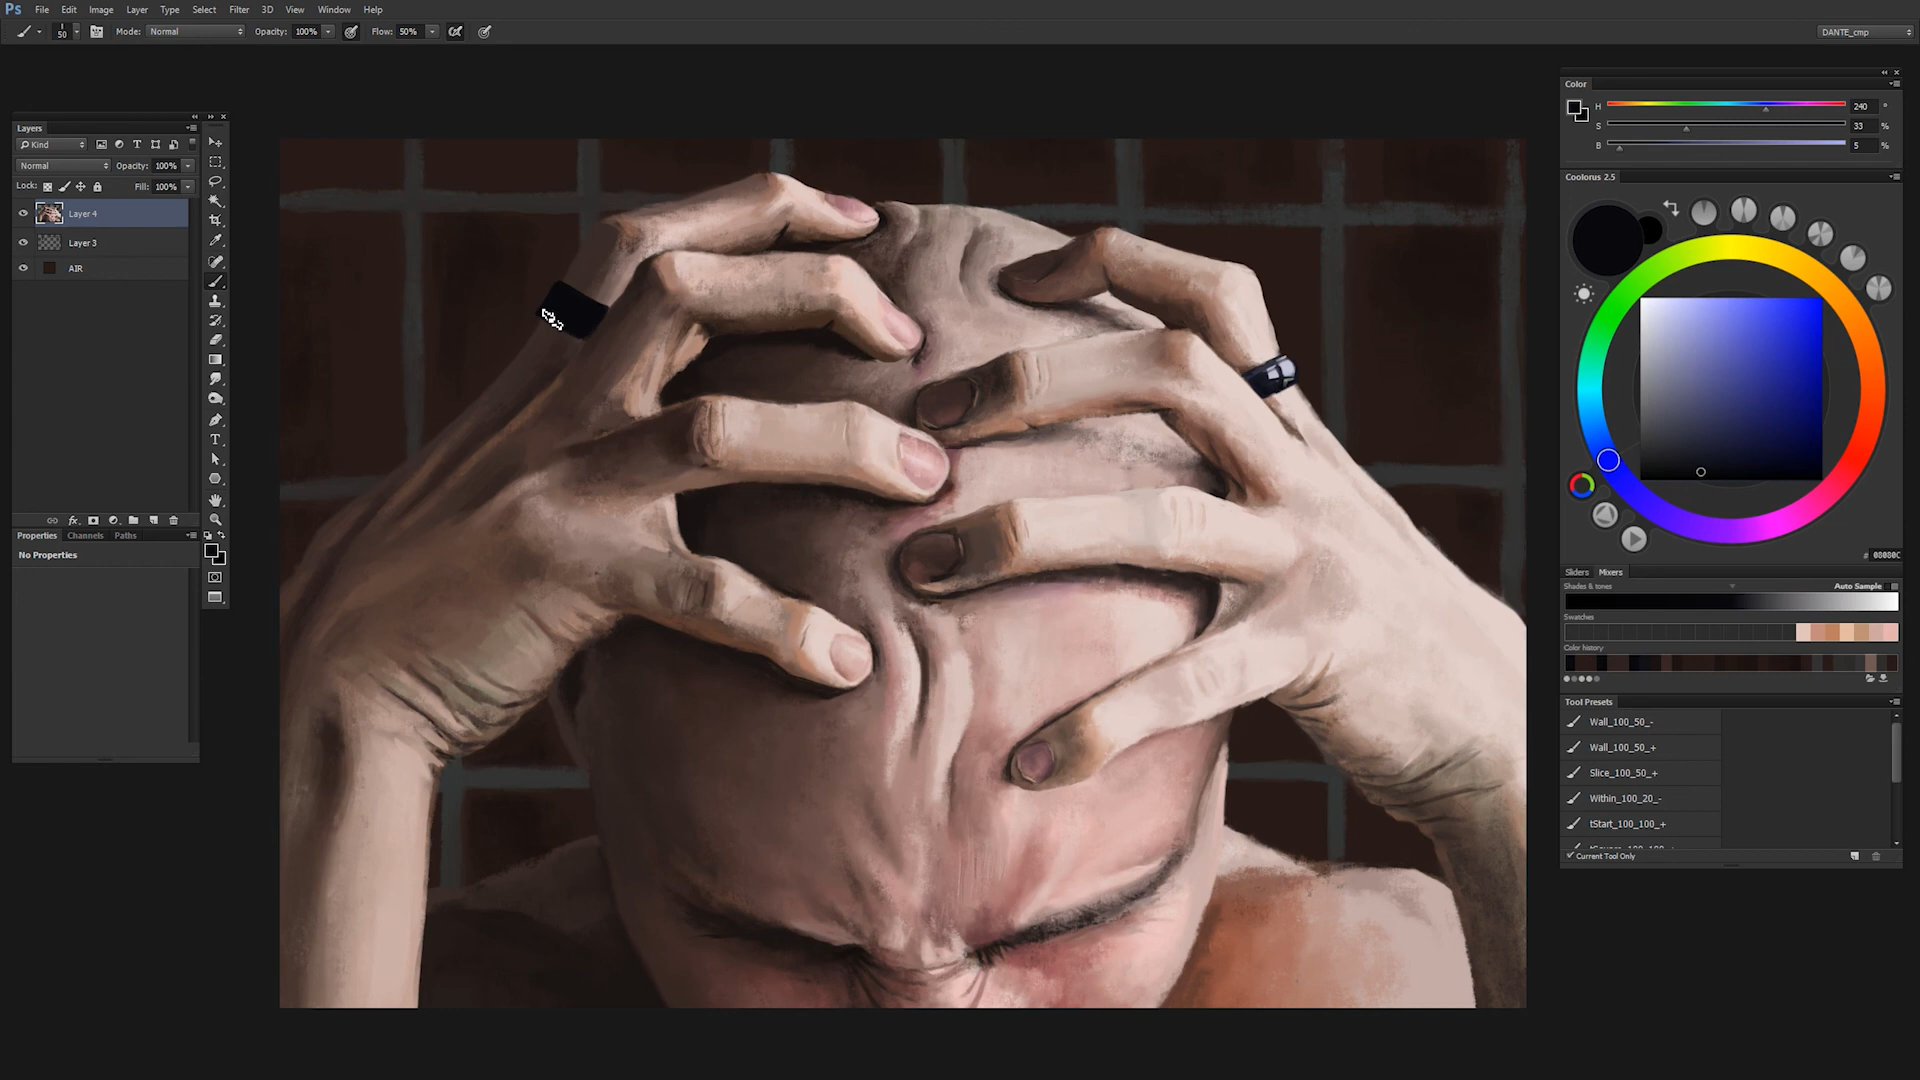 Ps File Edit Image Layer Type Select Filter 3D View Window Help
50 Mode: Normal Opacity: 100% Flow: 50% DANTE_cmp
Layers
Kind
Normal Opacity: 100%
Lock: Fill: 100%
Layer 4
Layer 3
AIR
fx
Properties Channels Paths
No Properties
T
Color
H 240 °
S 33 %
B 5 %
Coolorus 2.5
# 08080C
Sliders Mixers
Shades & tones Auto Sample
Swatches
Color history
Tool Presets
Wall_100_50_-
Wall_100_50_+
Slice_100_50_+
Within_100_20_-
tStart_100_100_+
Current Tool Only